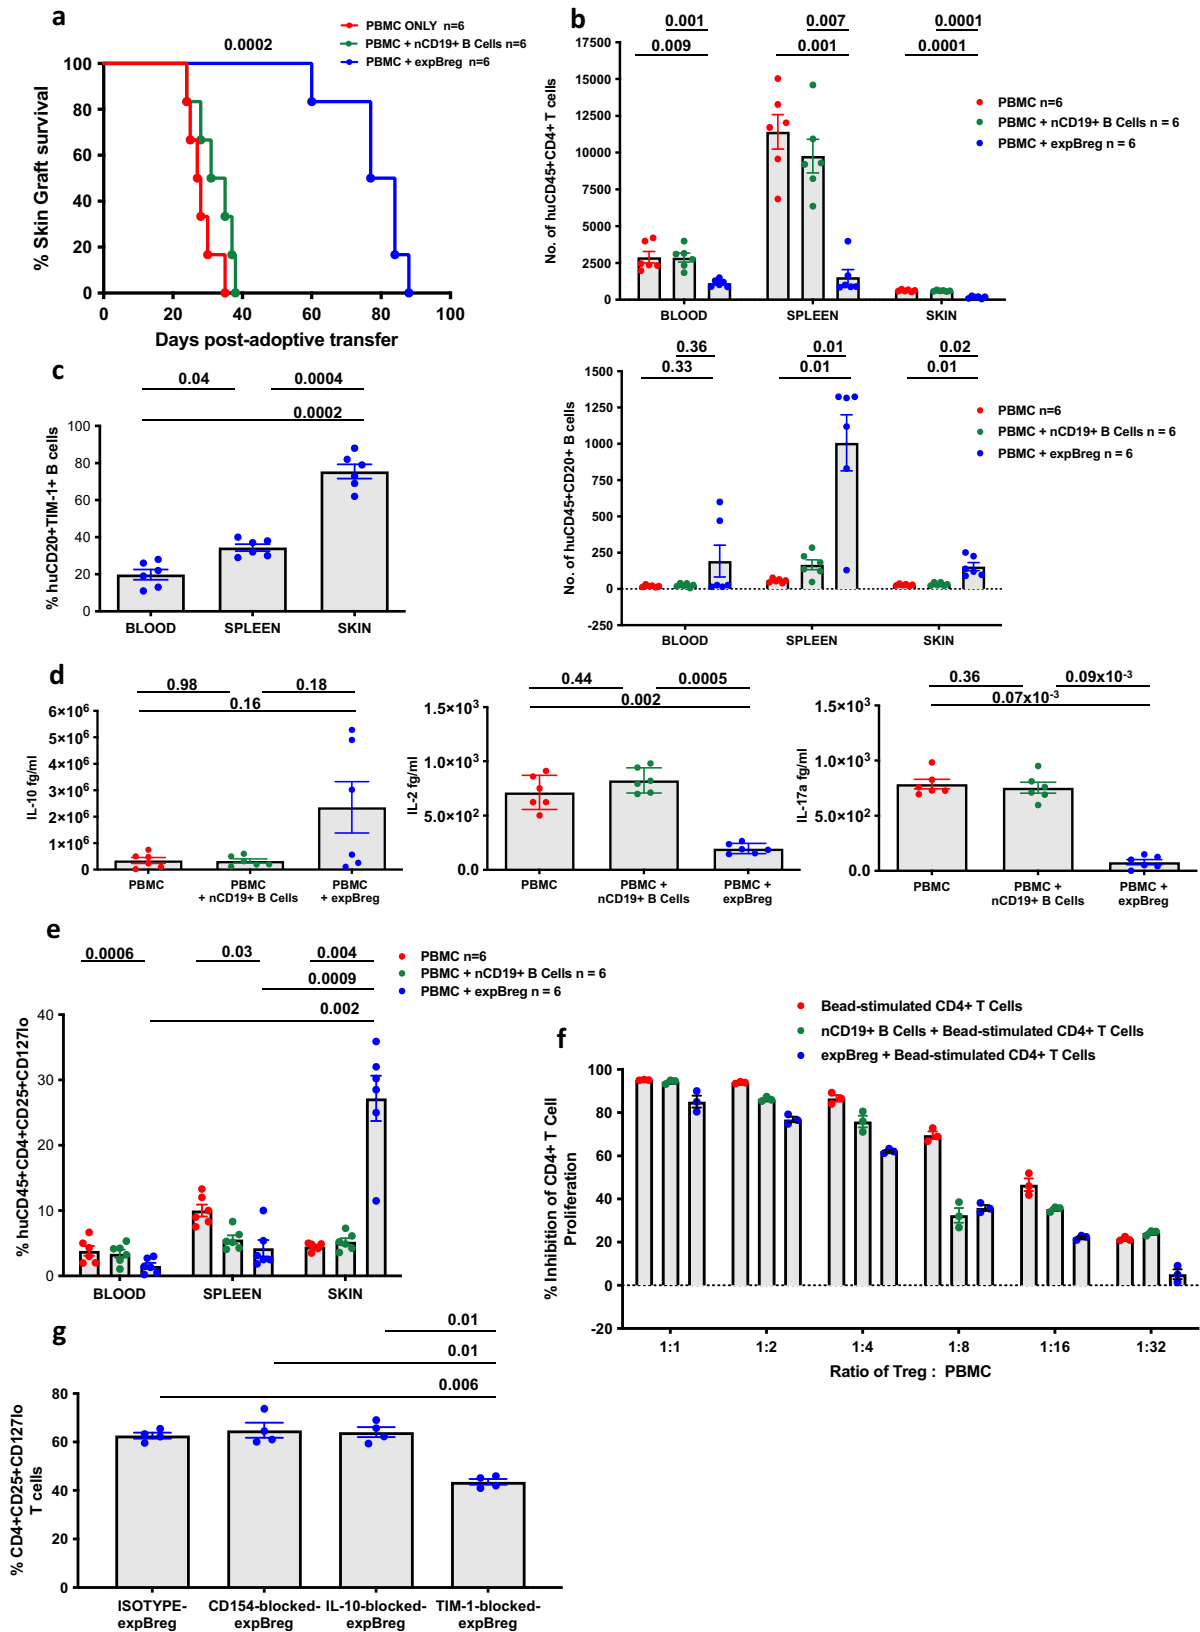 a
PBMC ONLY n=6
PBMC + nCD19+ B Cells n=6
PBMC + expBreg n=6
0.0002
% Skin Graft survival
100
80
60
40
20
0
0 20 40 60 80 100
Days post-adoptive transfer
b
0.001 0.007 0.0001
0.009 0.001 0.0001
No. of huCD45+CD4+ T cells
17500
15000
12500
10000
7500
5000
2500
0
BLOOD SPLEEN SKIN
PBMC n=6
PBMC + nCD19+ B Cells n = 6
PBMC + expBreg n = 6
0.36 0.01 0.02
0.33 0.01 0.01
No. of huCD45+CD20+ B cells
1500
1250
1000
750
500
250
0
-250
BLOOD SPLEEN SKIN
PBMC n=6
PBMC + nCD19+ B Cells n = 6
PBMC + expBreg n = 6
c
0.04 0.0004
0.0002
% huCD20+TIM-1+ B cells
100
80
60
40
20
0
BLOOD SPLEEN SKIN
d
0.98 0.18
0.16
IL-10 fg/ml
6×10⁶
5×10⁶
4×10⁶
3×10⁶
2×10⁶
1×10⁶
0
PBMC PBMC PBMC
+ nCD19+ B Cells + expBreg
0.44 0.0005
0.002
IL-2 fg/ml
1.5×10³
1.0×10³
5.0×10²
0
PBMC PBMC + PBMC +
nCD19+ B Cells expBreg
0.36 0.09x10⁻³
0.07x10⁻³
IL-17a fg/ml
1.5×10³
1.0×10³
5.0×10²
0
PBMC PBMC + PBMC +
nCD19+ B Cells expBreg
e
0.0006 0.03 0.004
0.0009
0.002
PBMC n=6
PBMC + nCD19+ B Cells n = 6
PBMC + expBreg n = 6
% huCD45+CD4+CD25+CD127lo
40
30
20
10
0
BLOOD SPLEEN SKIN
f
Bead-stimulated CD4+ T Cells
nCD19+ B Cells + Bead-stimulated CD4+ T Cells
expBreg + Bead-stimulated CD4+ T Cells
% Inhibition of CD4+ T Cell
Proliferation
100
80
60
40
20
0
-20
1:1 1:2 1:4 1:8 1:16 1:32
Ratio of Treg : PBMC
g
0.01
0.01
0.006
% CD4+CD25+CD127lo
T cells
80
60
40
20
0
ISOTYPE- CD154-blocked- IL-10-blocked- TIM-1-blocked-
expBreg expBreg expBreg expBreg